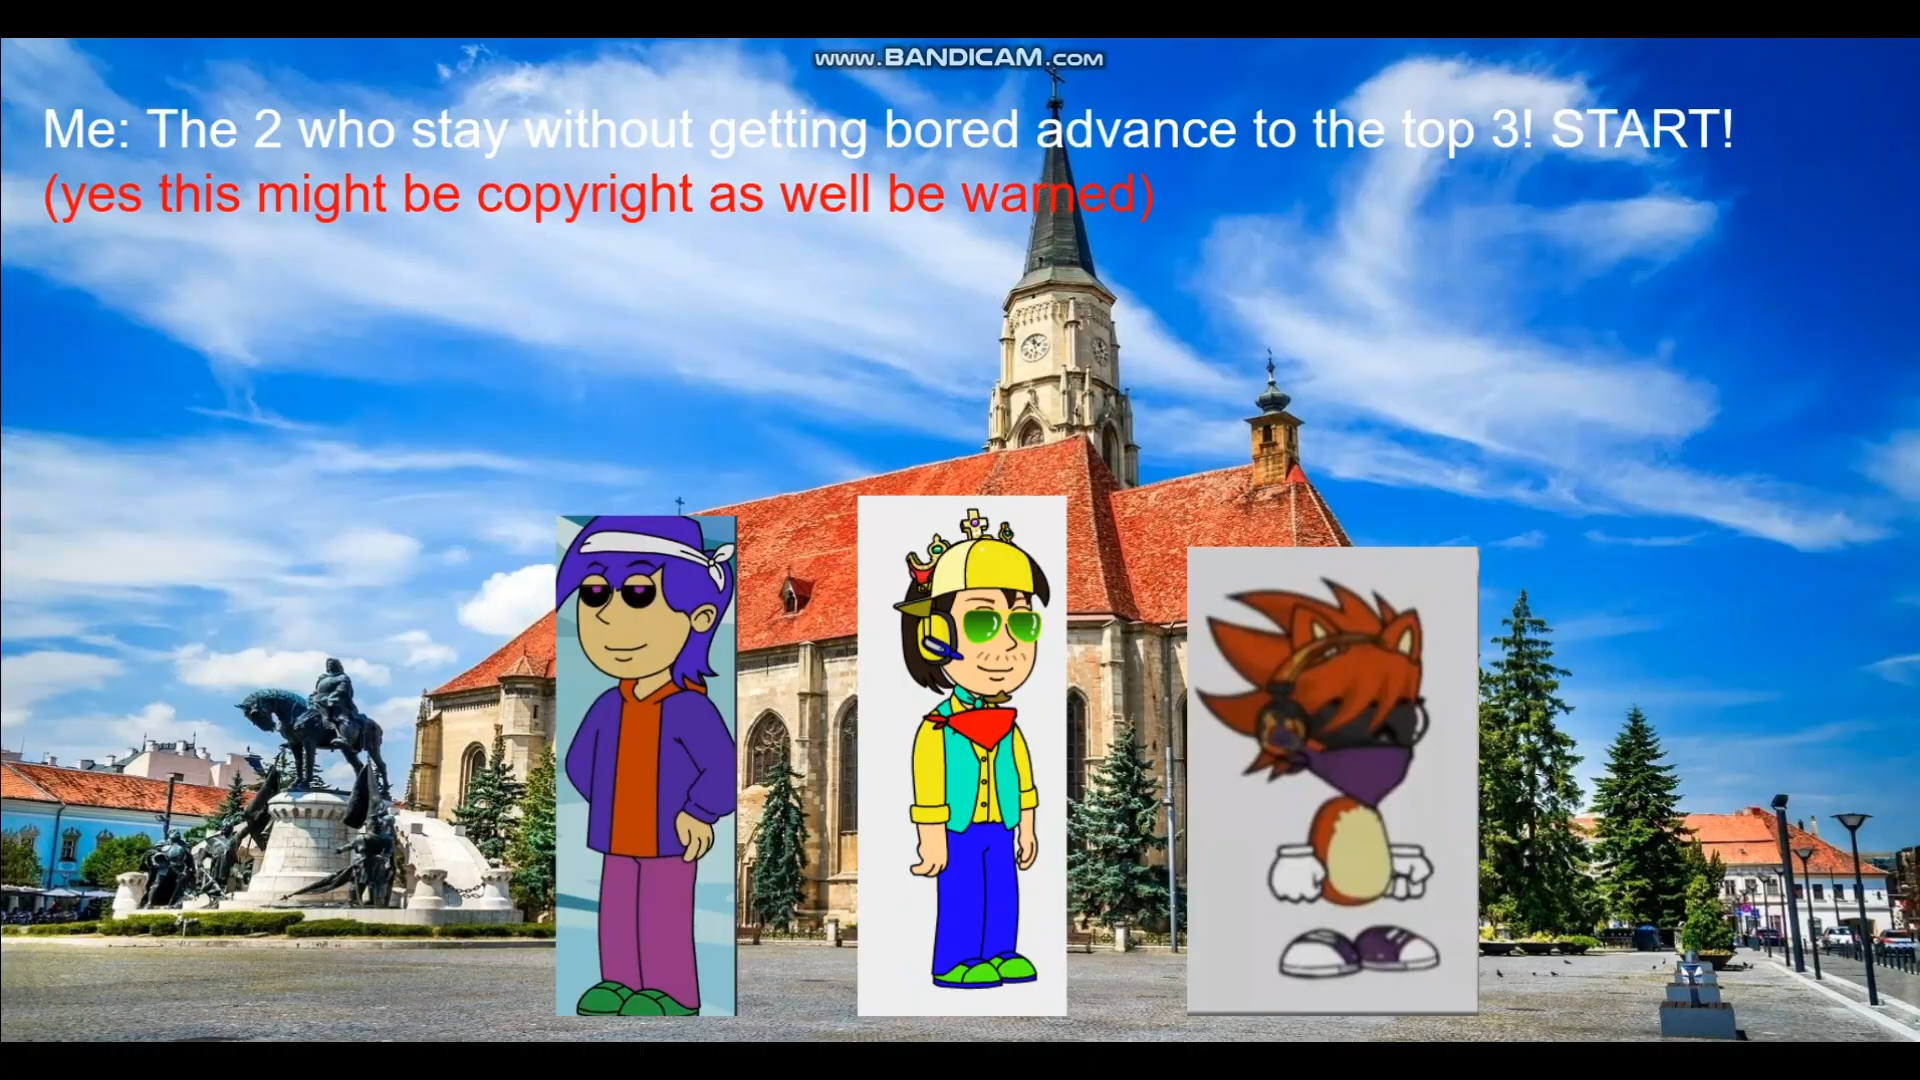 www.BANDICAM.com
Me: The 2 who stay without getting bored advance to the top 3! START!
(yes this might be copyright as well be warned)